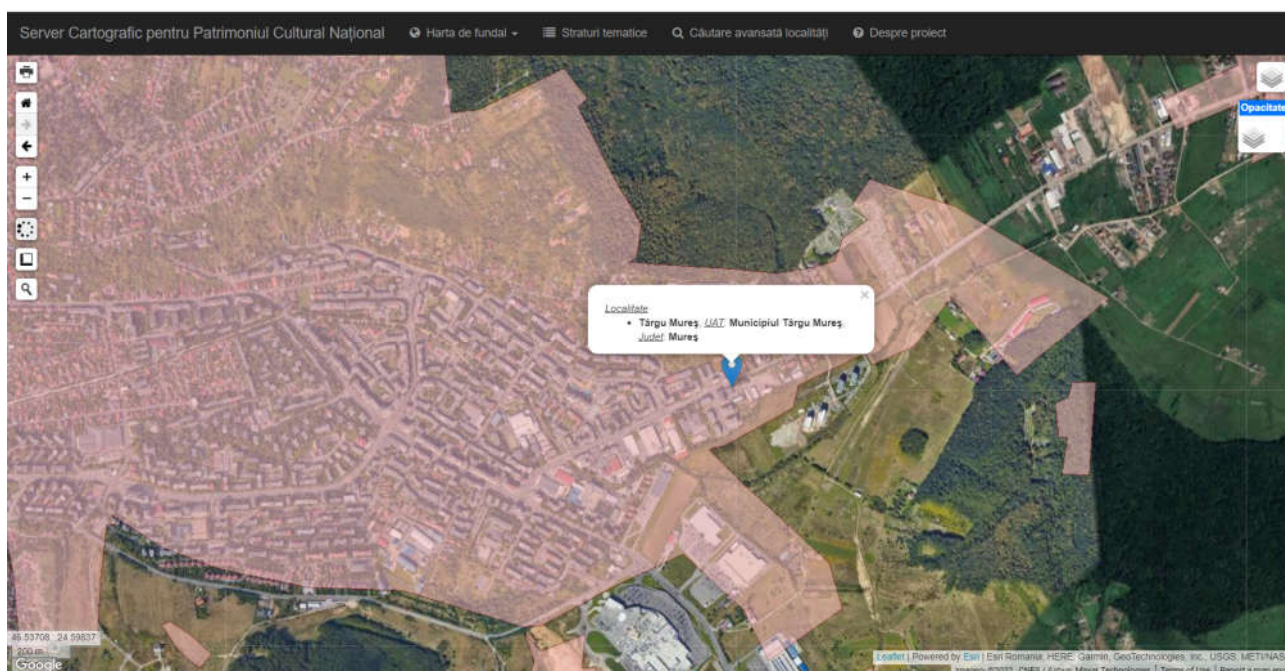 Server Cartografic pentru Patrimoniul Cultural Național Harta de fundal Straturi tematice Căutare avansată localități Despre proiect
Opacitate
Localitate
Târgu Mureș, UAT: Municipiul Târgu Mureș,
Județ: Mureș
46.53708 24.59837
200 m
Google
Leaflet | Powered by Esri | Esri Romania, HERE, Garmin, GeoTechnologies, Inc., USGS, METI/NAS